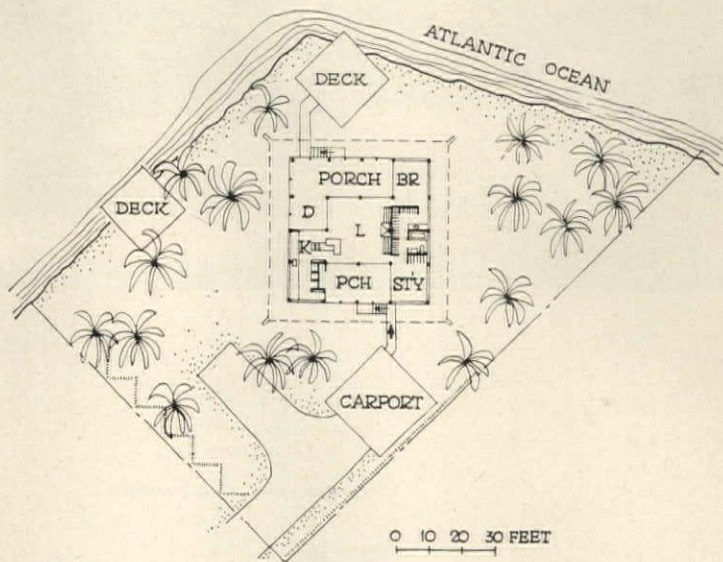 ATLANTIC OCEAN
DECK
PORCH BR
DECK
D
L
K
PCH STY
CARPORT
0 10 20 30 FEET